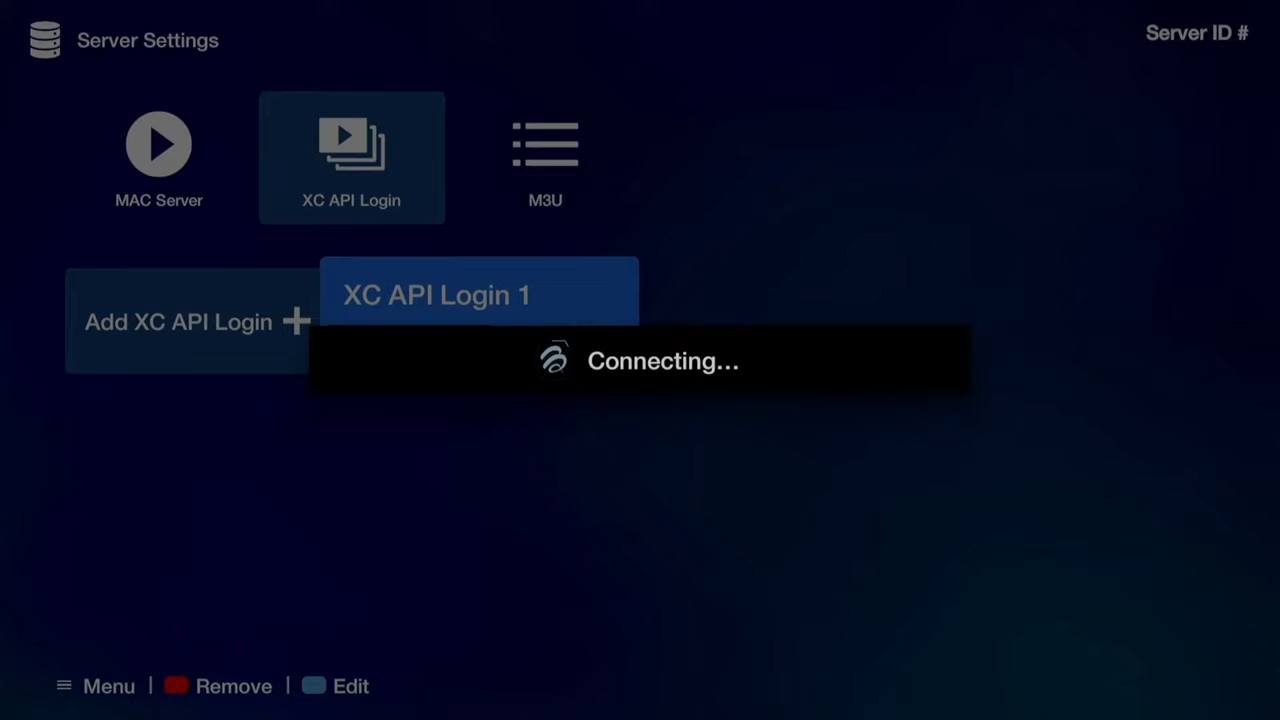 Server Settings
Server ID #
MAC Server
XC API Login
M3U
Add XC API Login +
XC API Login 1
Connecting...
Menu | Remove | Edit